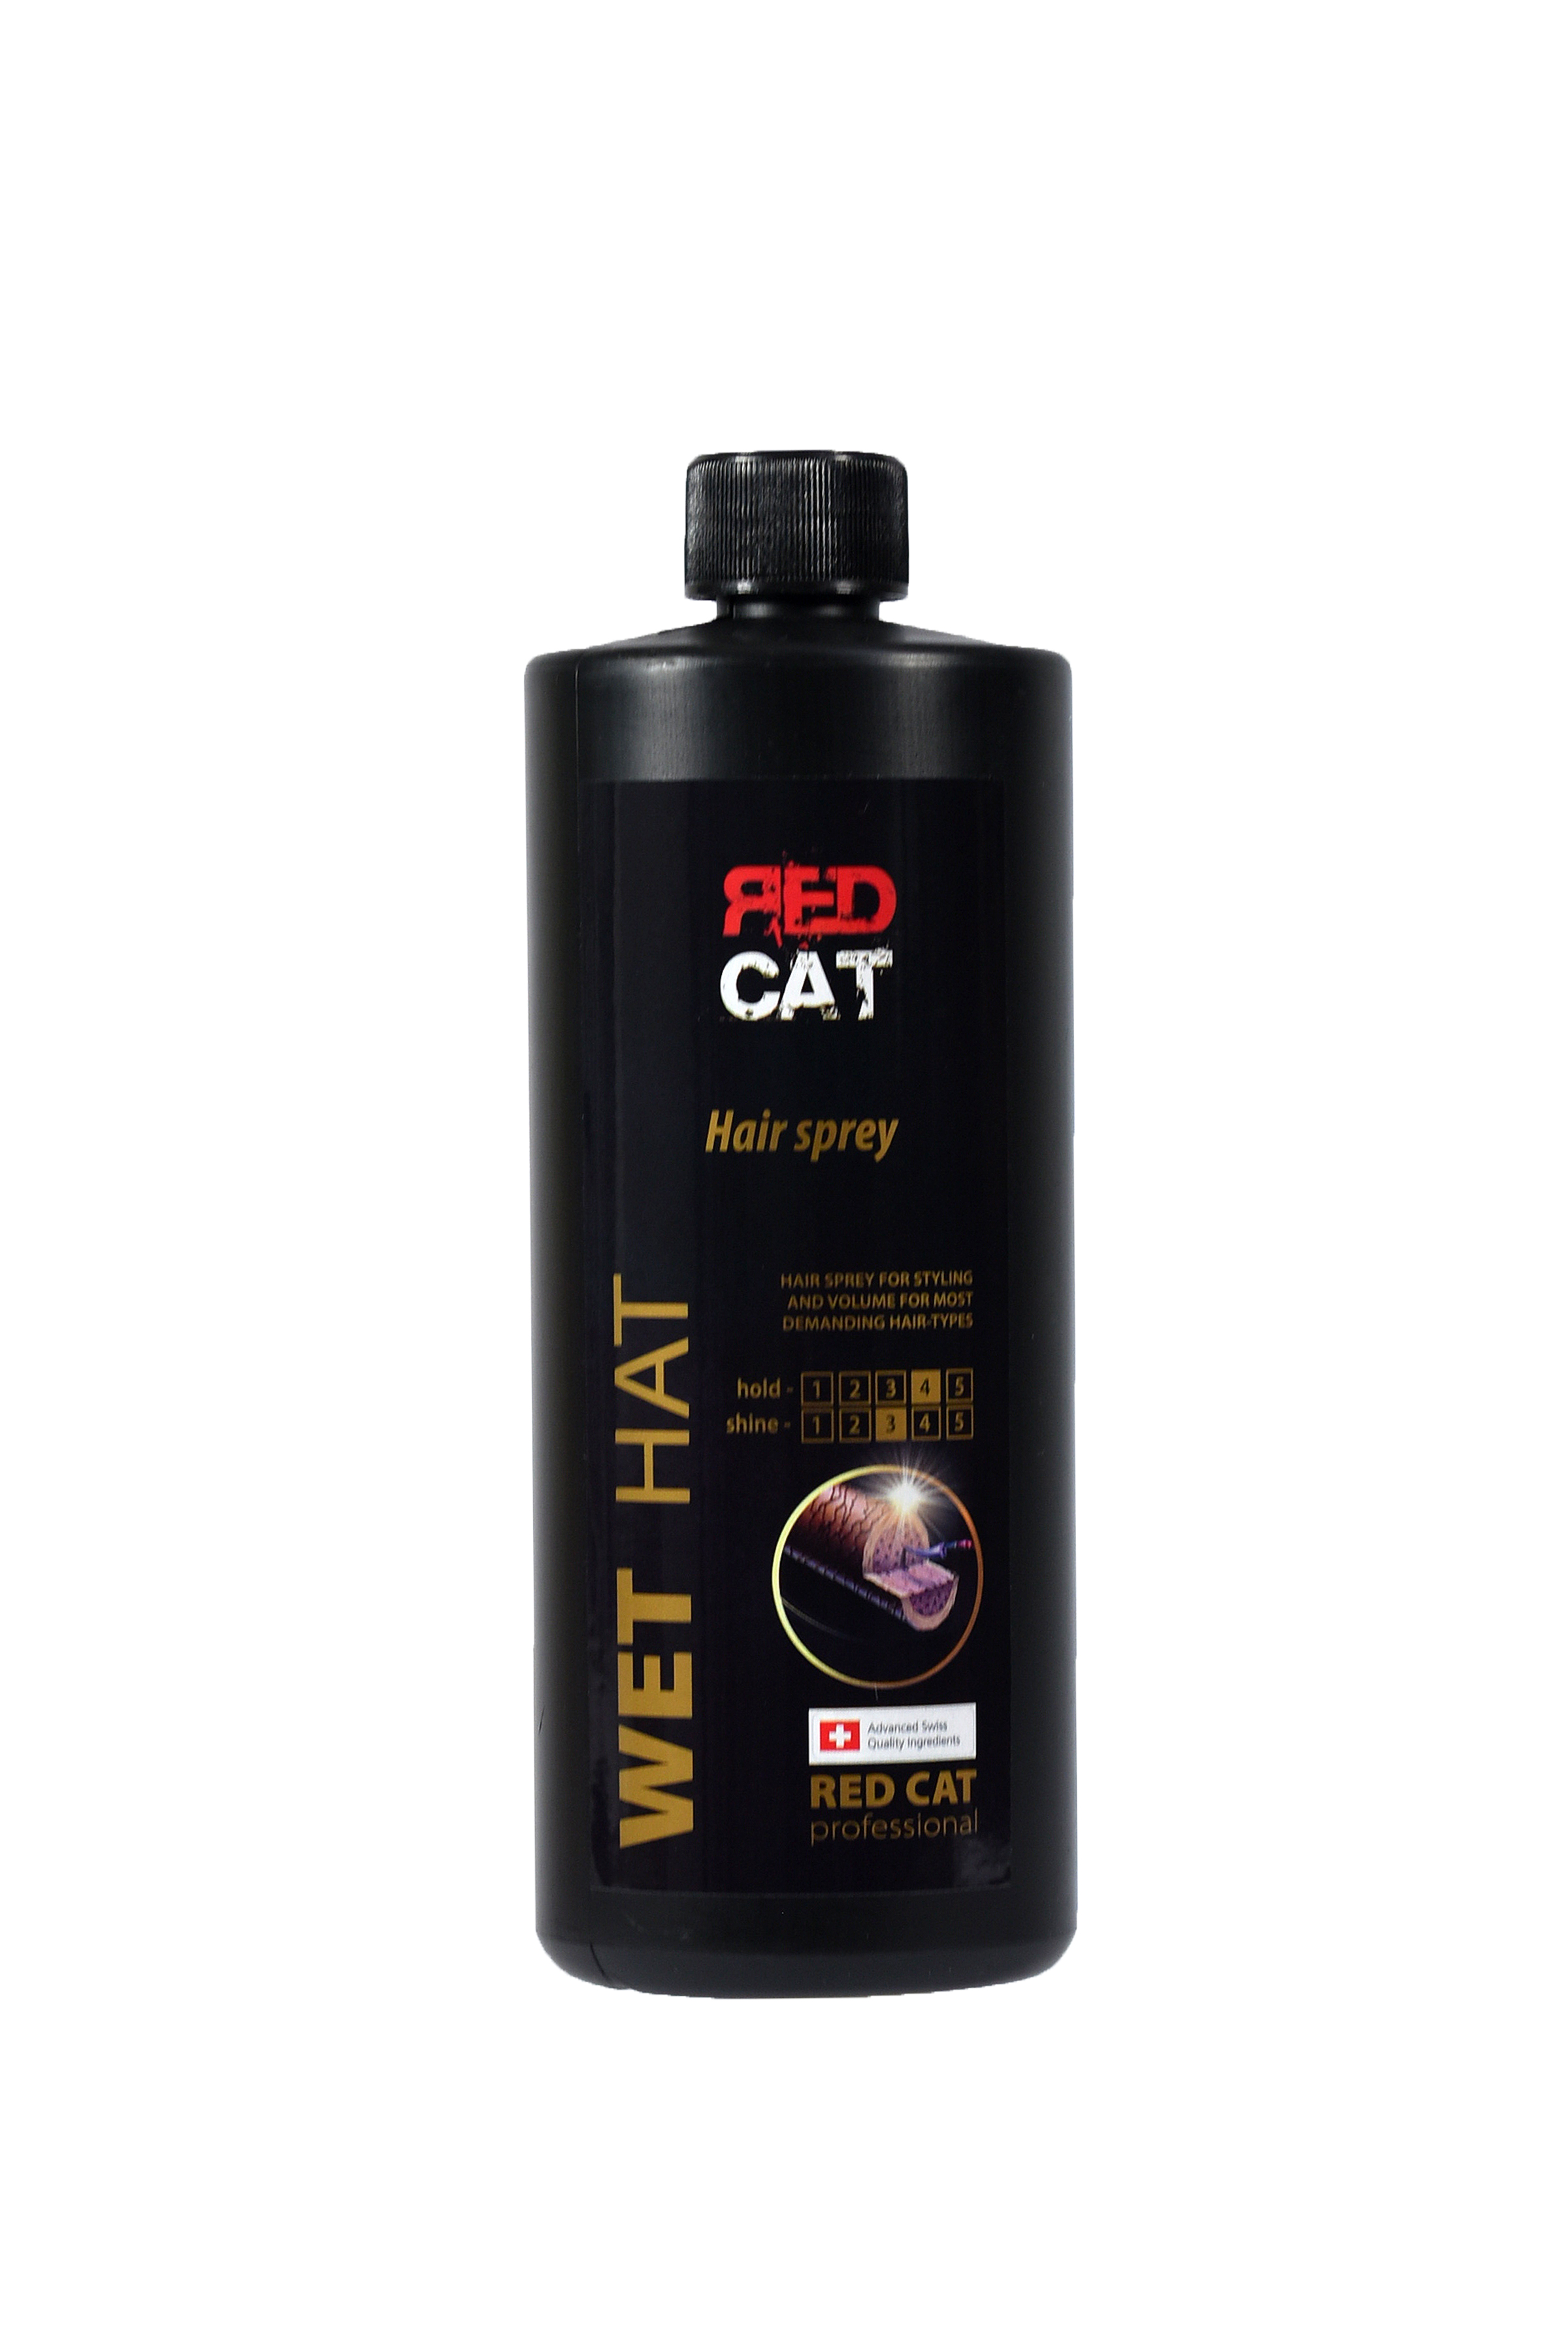 RED
CAT
Hair sprey
HAIR SPREY FOR STYLING
AND VOLUME FOR MOST
DEMANDING HAIR-TYPES
hold - 1 2 3 4 5
shine - 1 2 3 4 5
WET HAT
Advanced Swiss
Quality Ingredients
RED CAT
professional